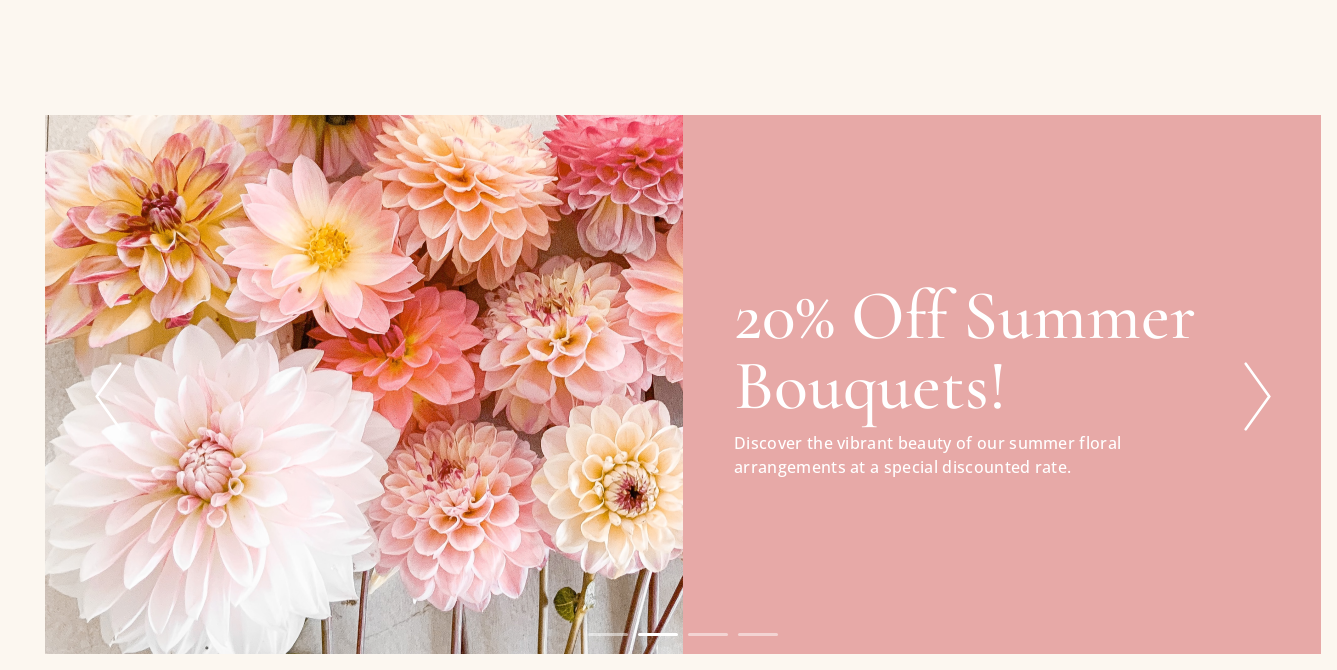 20% Off Summer
Bouquets!
Discover the vibrant beauty of our summer floral
arrangements at a special discounted rate.